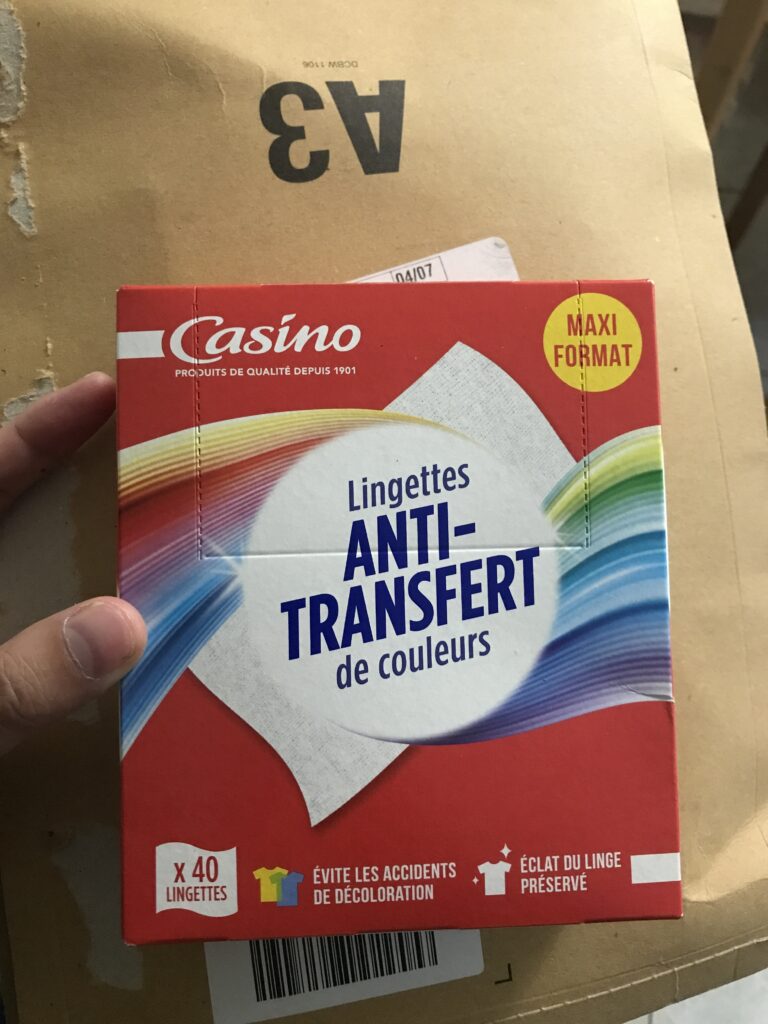 DCBW 1106
A3
04/07
Casino
PRODUITS DE QUALITÉ DEPUIS 1901
MAXI
FORMAT
Lingettes
ANTI-
TRANSFERT
de couleurs
x 40
LINGETTES
ÉVITE LES ACCIDENTS
DE DÉCOLORATION
ÉCLAT DU LINGE
PRÉSERVÉ